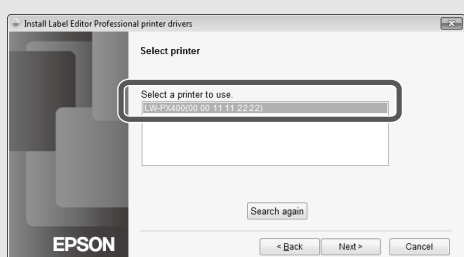 Install Label Editor Professional printer drivers
Select printer
Select a printer to use.
LW-PX400(00 00 11 11 22 22)
Search again
EPSON
< Back
Next >
Cancel